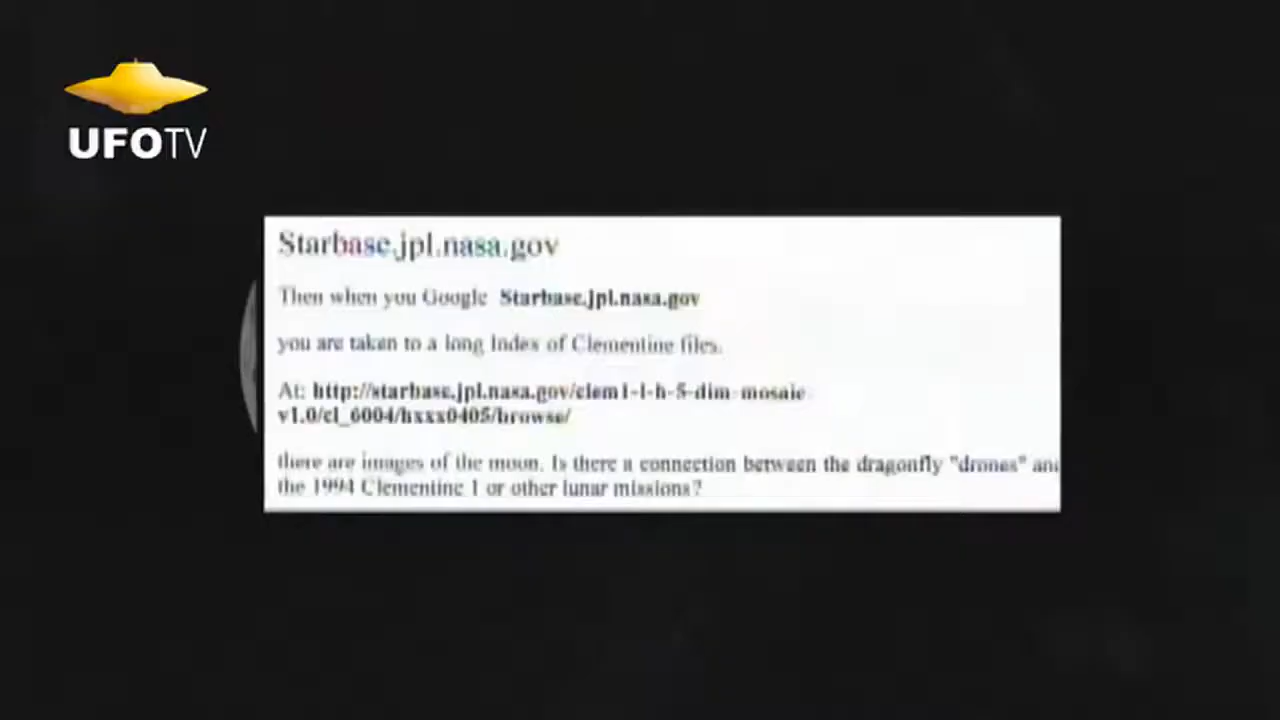 UFOTV
Starbase.jpl.nasa.gov
Then when you Google Starbase.jpl.nasa.gov
you are taken to a long Index of Clementine files.
At: http://starbase.jpl.nasa.gov/clem1-l-h-5-dim-mosaic
v1.0/cl_6004/hxxx0405/browse/
there are images of the moon. Is there a connection between the dragonfly "drones" and
the 1994 Clementine 1 or other lunar missions?